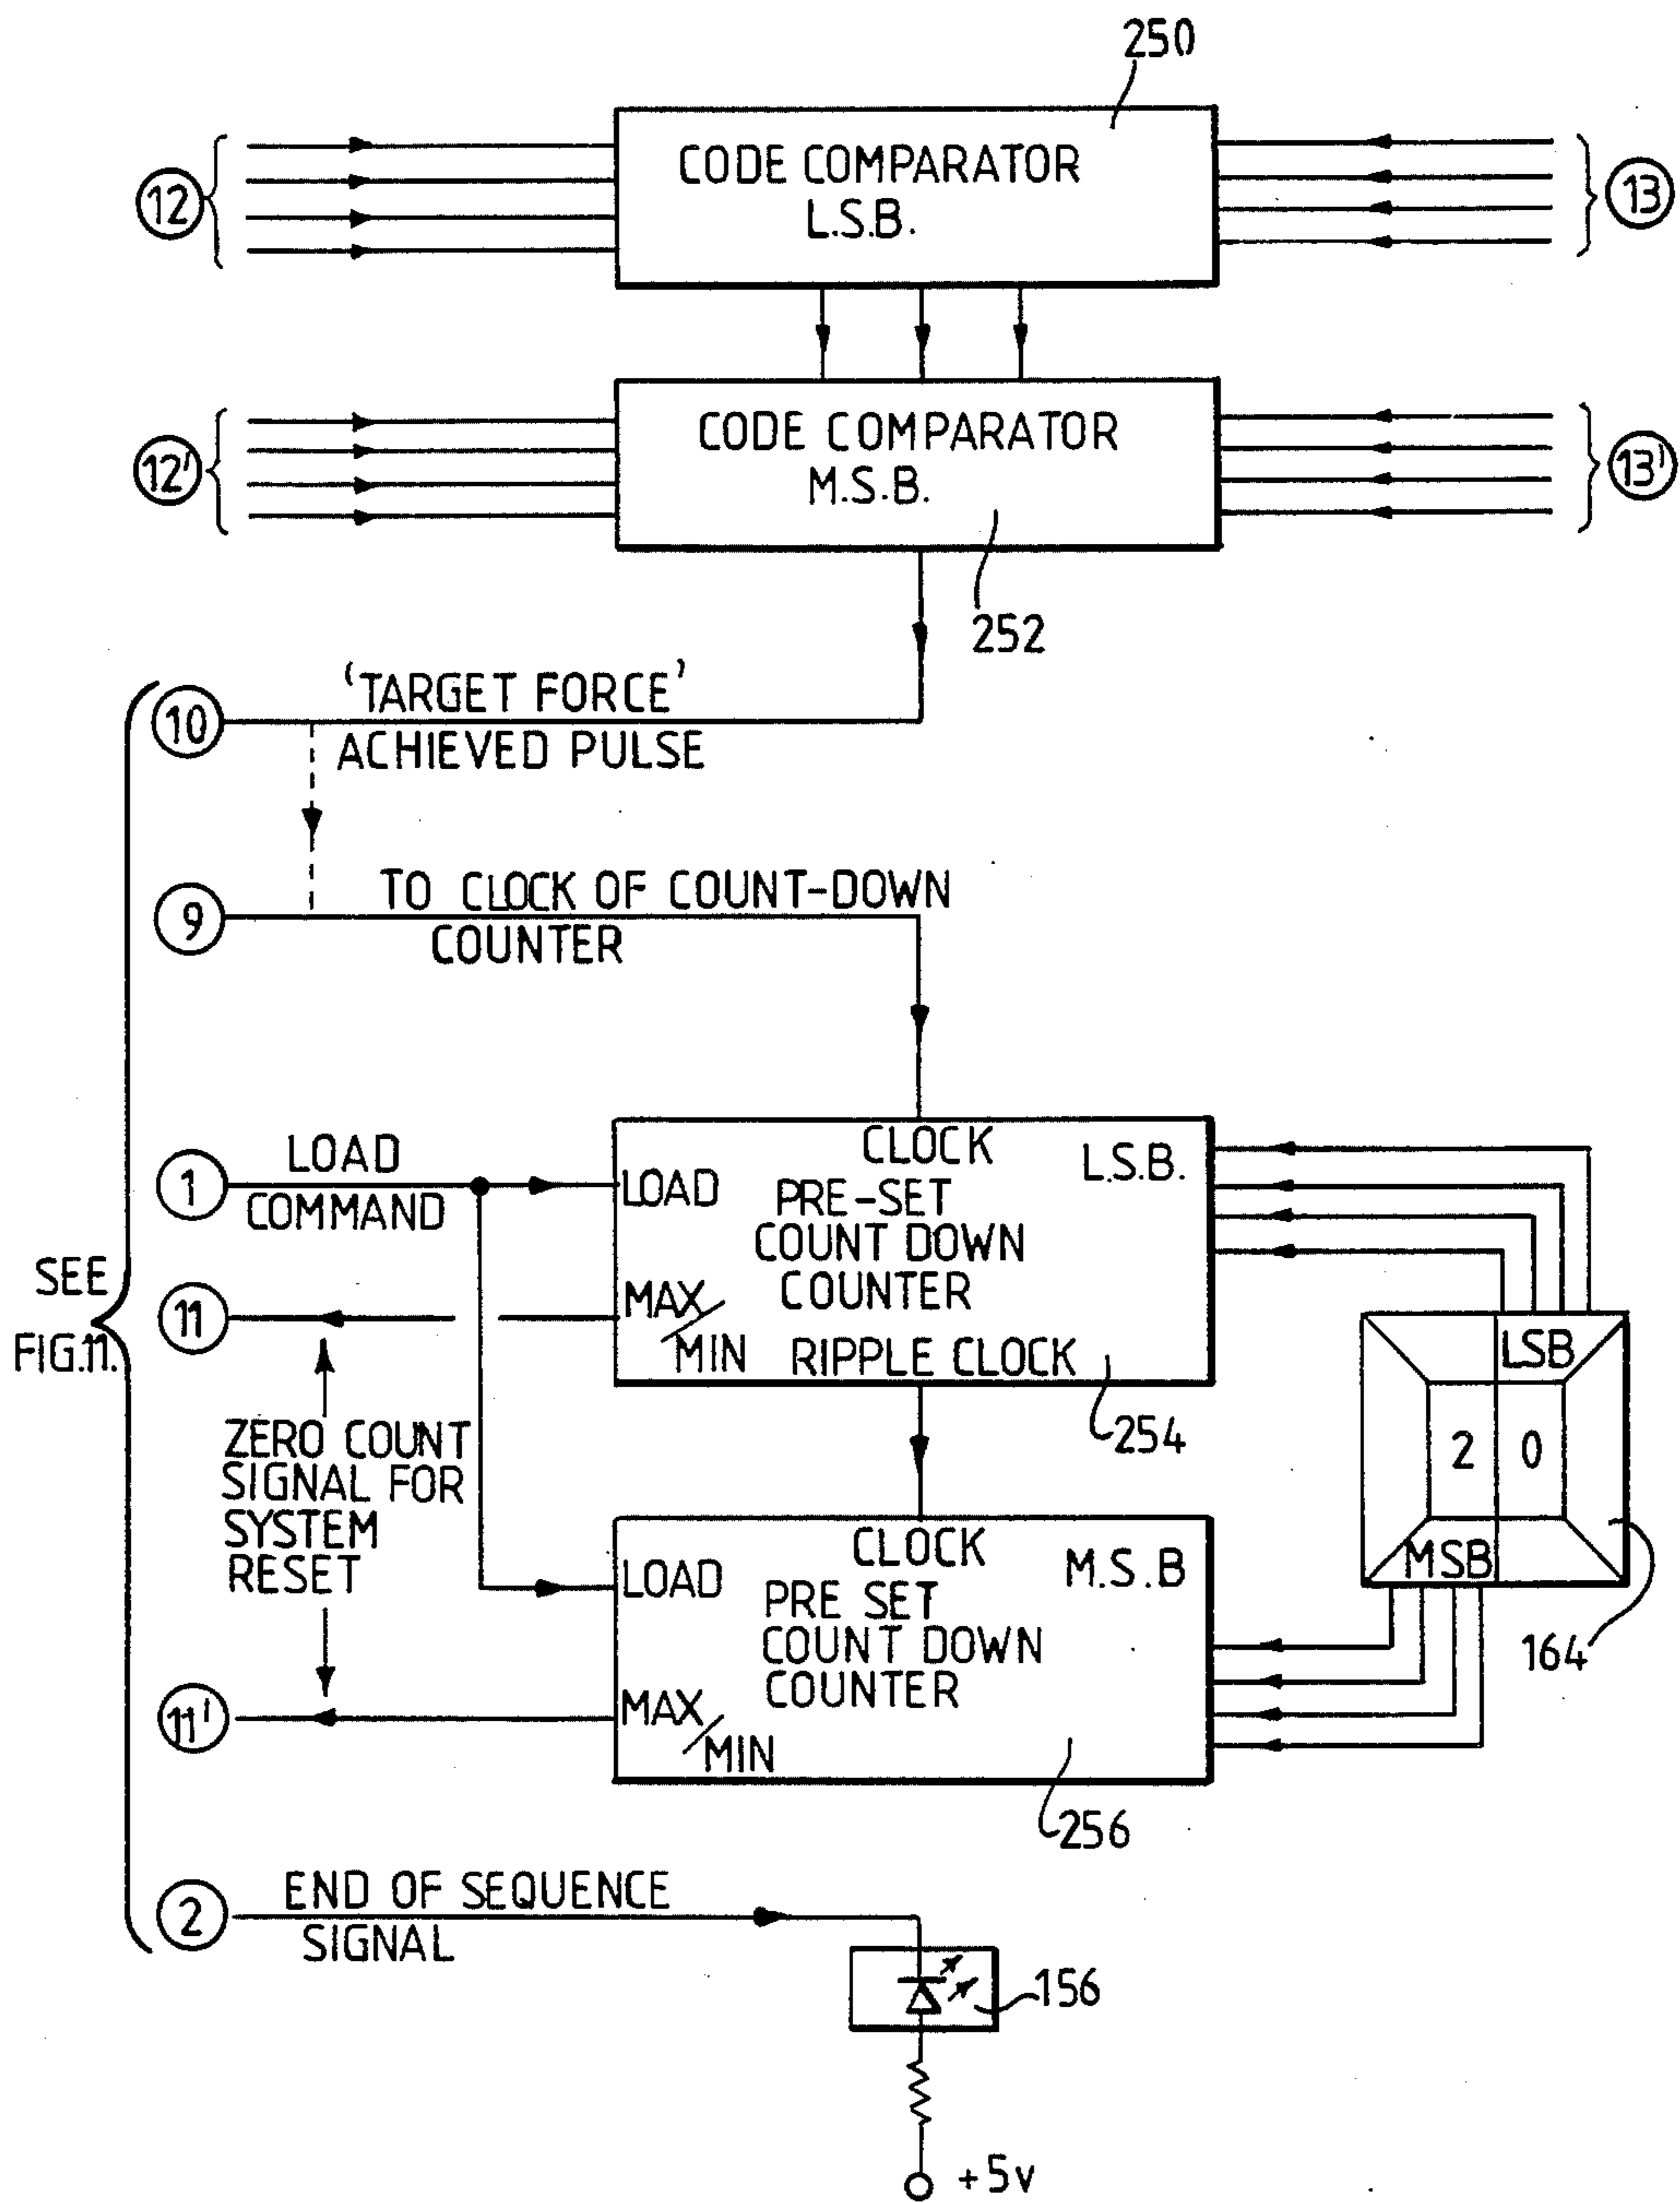 250
CODE COMPARATOR
L.S.B.
12
13
CODE COMPARATOR
M.S.B.
12'
13'
252
10
'TARGET FORCE'
ACHIEVED PULSE
9
TO CLOCK OF COUNT-DOWN
COUNTER
1
LOAD
COMMAND
CLOCK
L.S.B.
LOAD
PRE-SET
COUNT DOWN
COUNTER
MAX/MIN
RIPPLE CLOCK
254
SEE
FIG.11.
11
ZERO COUNT
SIGNAL FOR
SYSTEM
RESET
LSB
2 0
MSB
164
CLOCK
M.S.B
LOAD
PRE SET
COUNT DOWN
COUNTER
MAX/MIN
256
11'
2
END OF SEQUENCE
SIGNAL
156
+5v